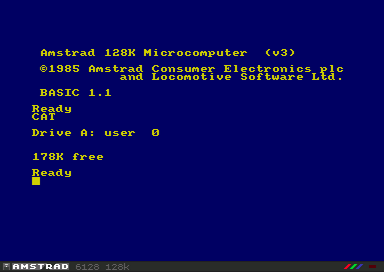 Amstrad 128K Microcomputer  (v3)
©1985 Amstrad Consumer Electronics plc
and Locomotive Software Ltd.
BASIC 1.1
Ready
CAT
Drive A: user  0
178K free
Ready
AMSTRAD 6128 128k